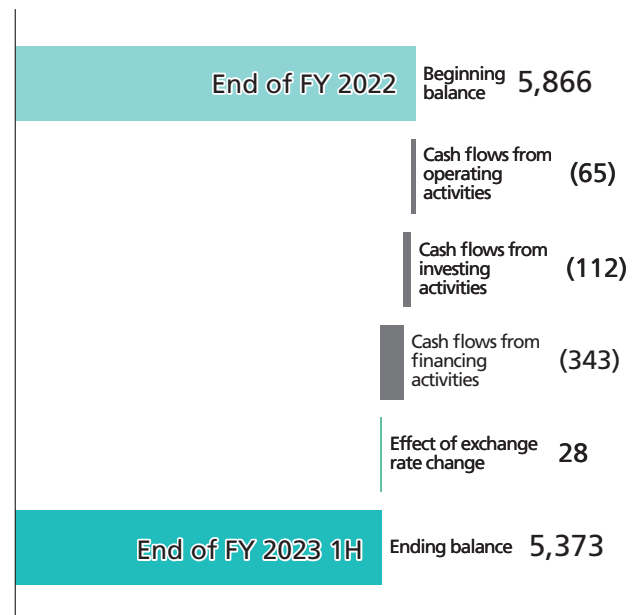 End of FY 2022
Beginning
balance
5,866
Cash flows from
operating
activities
(65)
Cash flows from
investing
activities
(112)
Cash flows from
financing
activities
(343)
Effect of exchange
rate change
28
End of FY 2023 1H
Ending balance
5,373